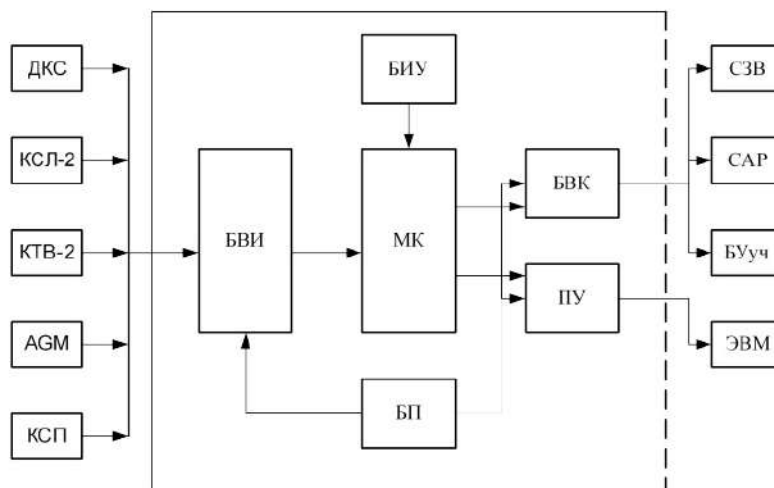 ДКС
КСЛ-2
КТВ-2
AGM
КСП
БИУ
БВИ
МК
БВК
ПУ
БП
СЗВ
САР
БУуч
ЭВМ